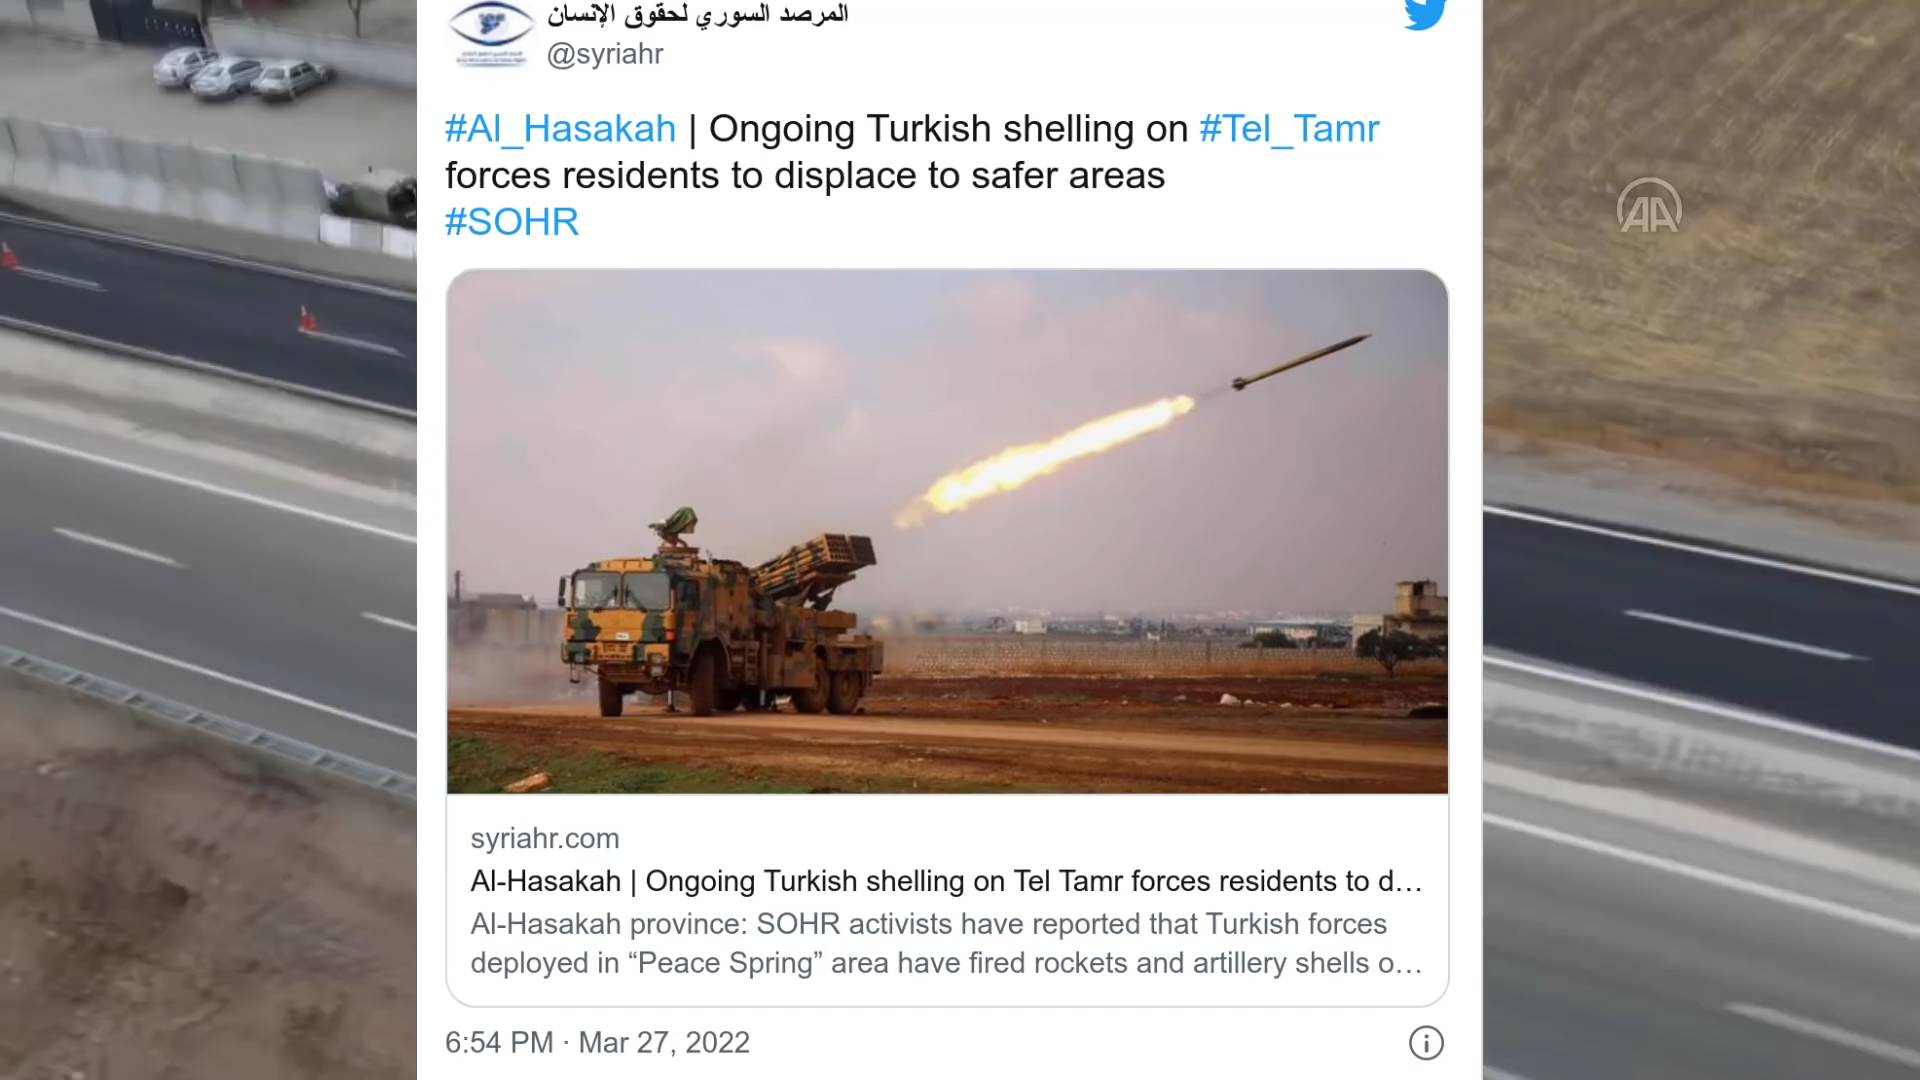 المرصد السوري لحقوق الإنسان
@syriahr
#Al_Hasakah | Ongoing Turkish shelling on #Tel_Tamr
forces residents to displace to safer areas
#SOHR
syriahr.com
Al-Hasakah | Ongoing Turkish shelling on Tel Tamr forces residents to d…
Al-Hasakah province: SOHR activists have reported that Turkish forces
deployed in “Peace Spring” area have fired rockets and artillery shells o…
6:54 PM · Mar 27, 2022
AA